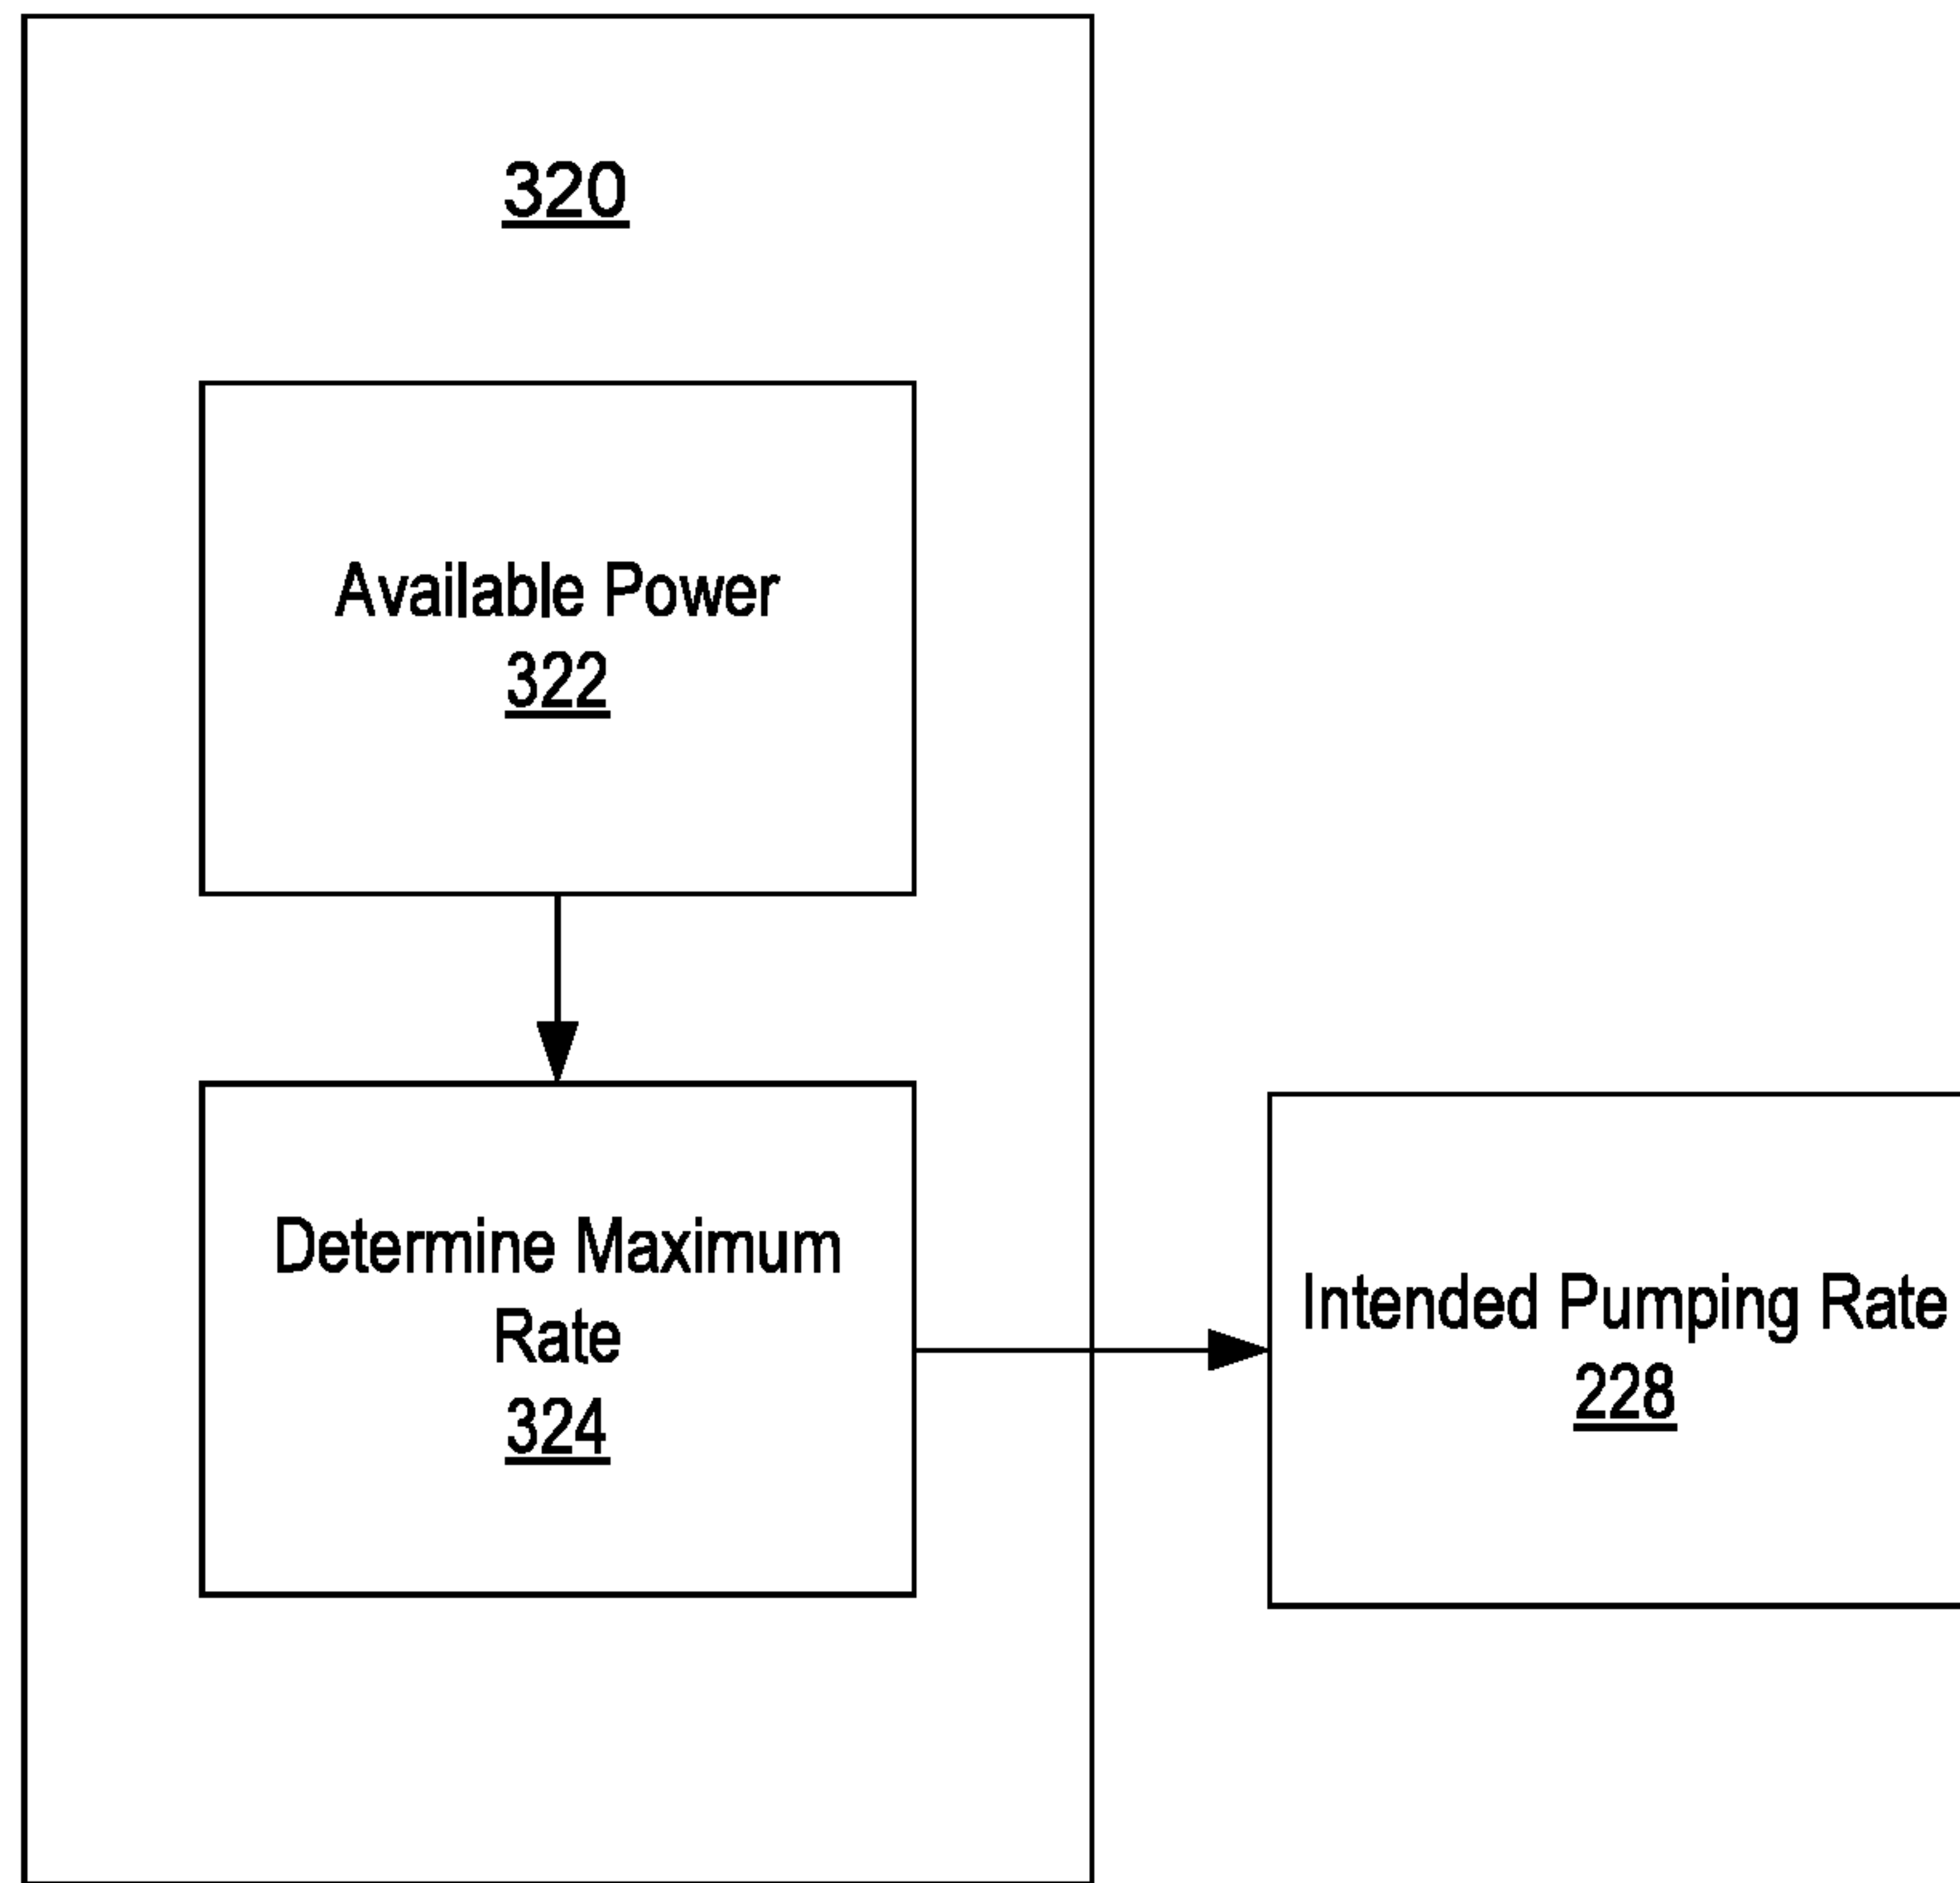 320
Available Power
322
Determine Maximum
Rate
324
Intended Pumping Rate
228